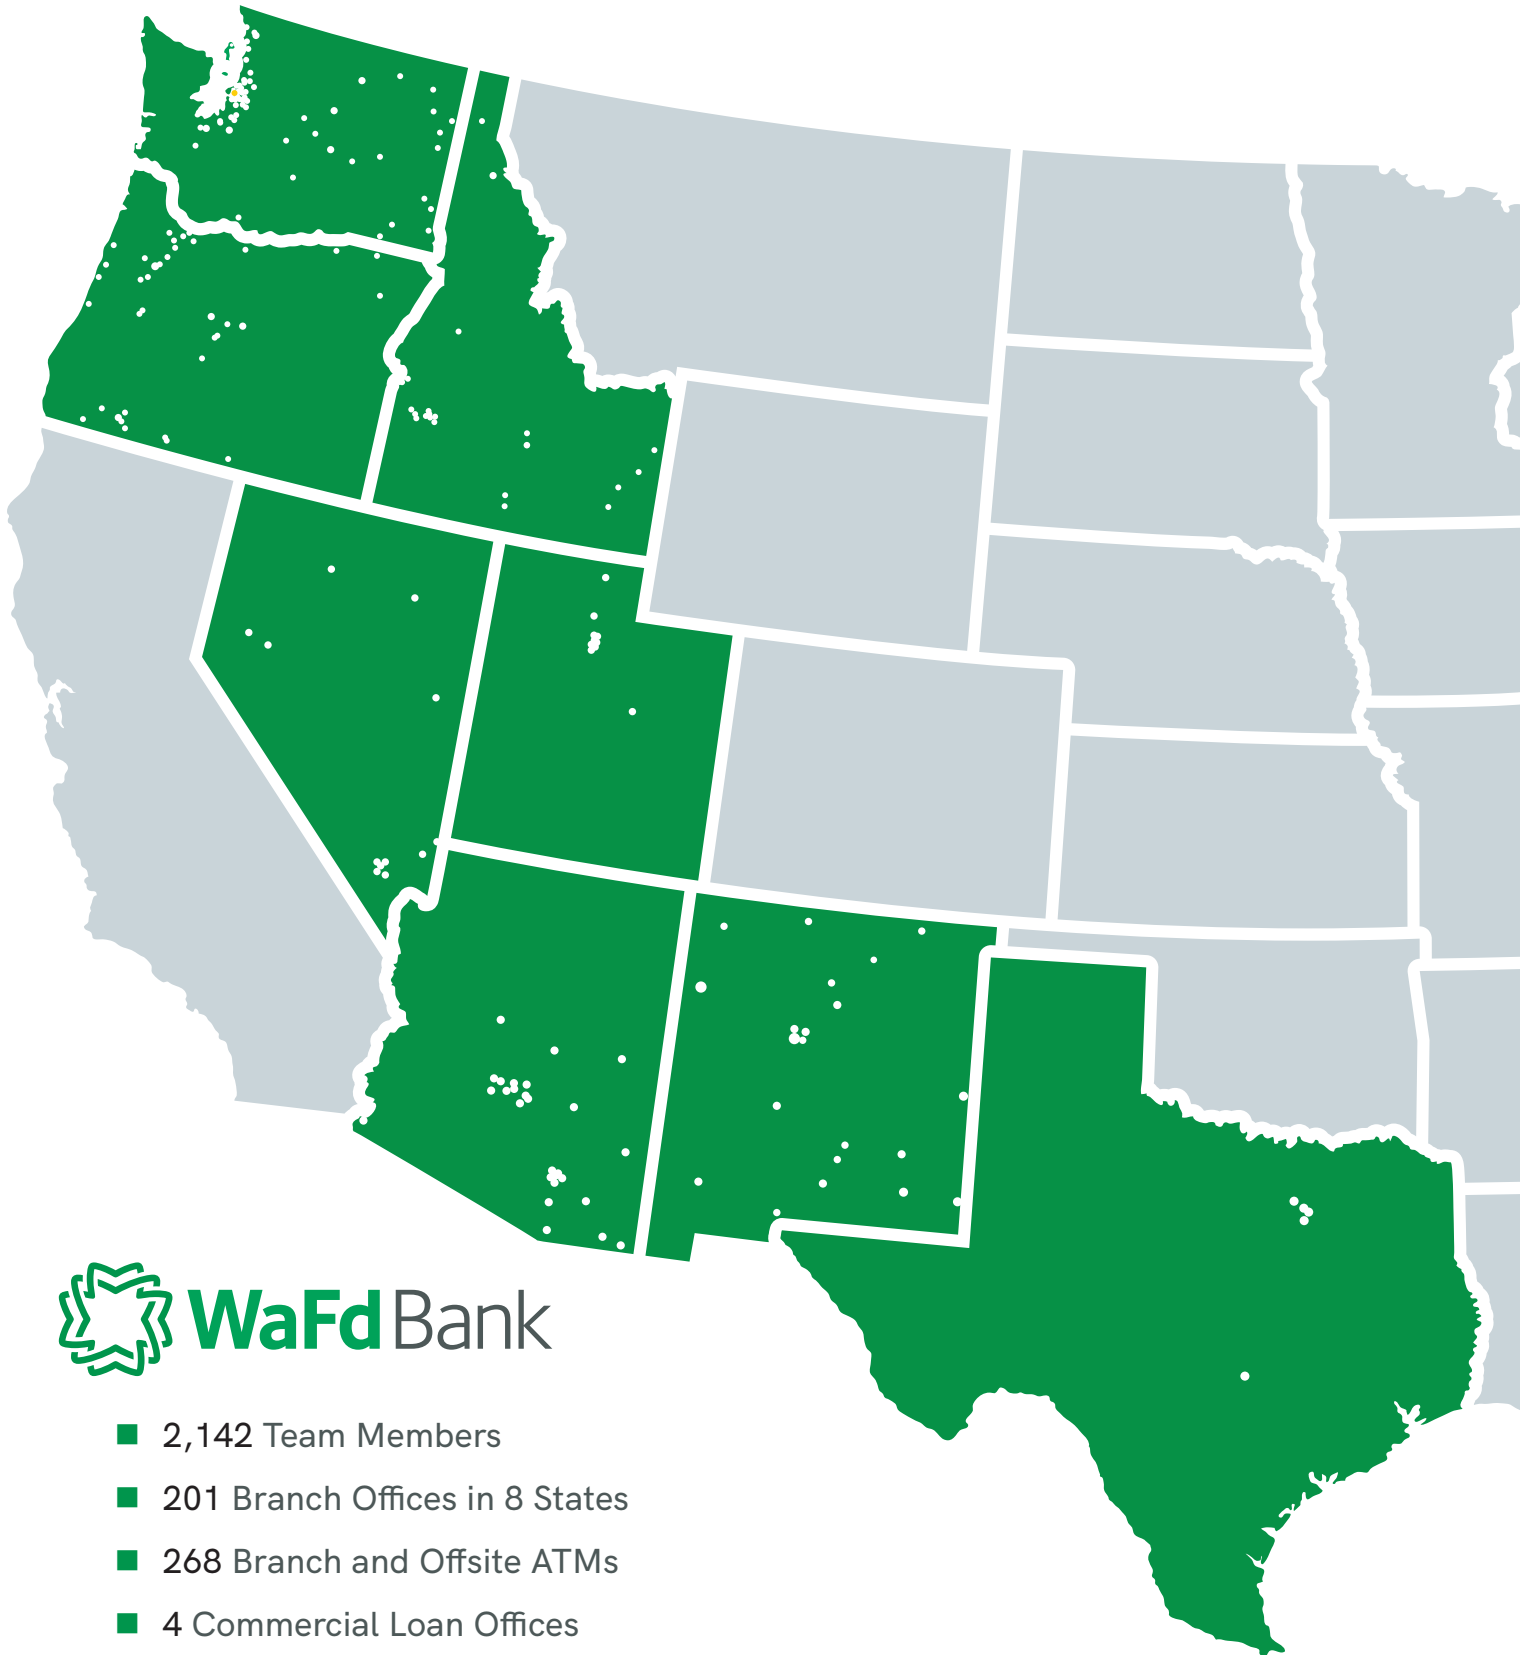 WaFd Bank
2,142 Team Members
201 Branch Offices in 8 States
268 Branch and Offsite ATMs
4 Commercial Loan Offices